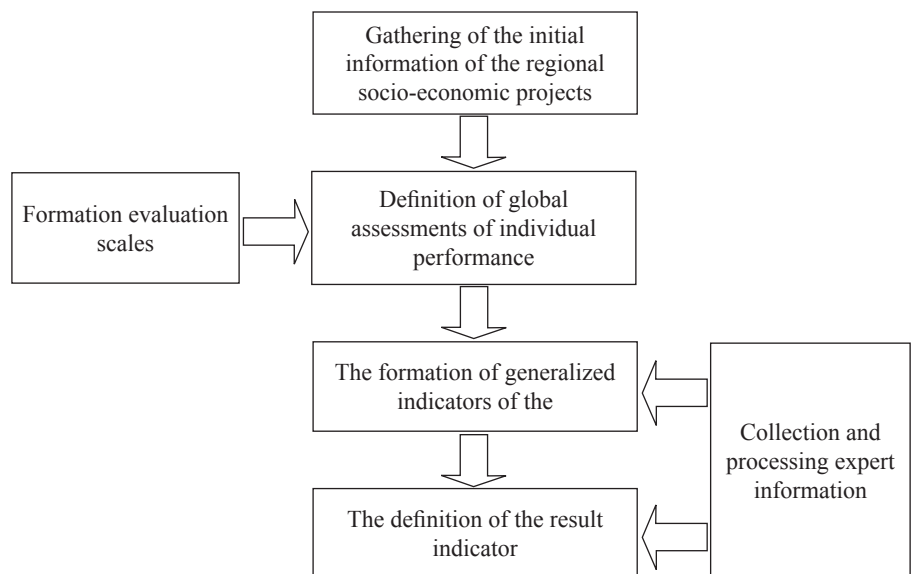 Gathering of the initial
information of the regional
socio-economic projects
Formation evaluation
scales
Definition of global
assessments of individual
performance
The formation of generalized
indicators of the
Collection and
processing expert
information
The definition of the result
indicator